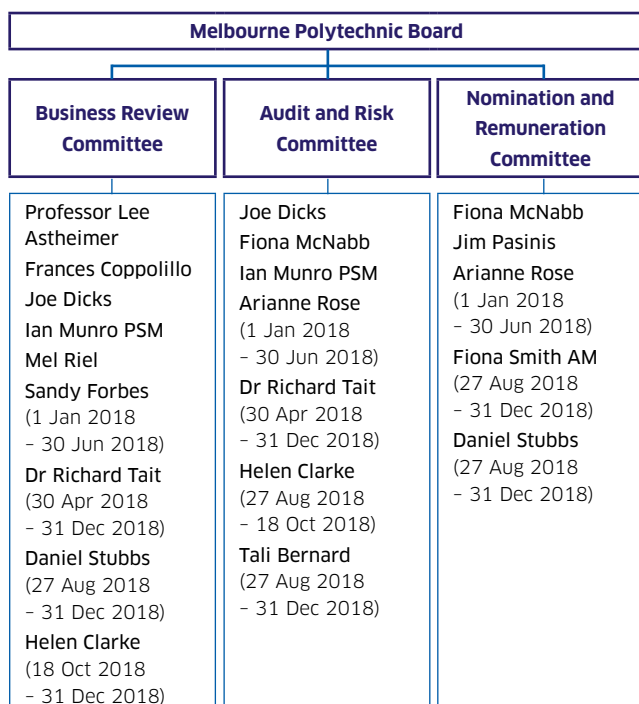 Melbourne Polytechnic Board
Business Review
Committee
Audit and Risk
Committee
Nomination and
Remuneration
Committee
Professor Lee
Astheimer
Frances Coppolillo
Joe Dicks
Ian Munro PSM
Mel Riel
Sandy Forbes
(1 Jan 2018
– 30 Jun 2018)
Dr Richard Tait
(30 Apr 2018
– 31 Dec 2018)
Daniel Stubbs
(27 Aug 2018
– 31 Dec 2018)
Helen Clarke
(18 Oct 2018
– 31 Dec 2018)
Joe Dicks
Fiona McNabb
Ian Munro PSM
Arianne Rose
(1 Jan 2018
– 30 Jun 2018)
Dr Richard Tait
(30 Apr 2018
– 31 Dec 2018)
Helen Clarke
(27 Aug 2018
– 18 Oct 2018)
Tali Bernard
(27 Aug 2018
– 31 Dec 2018)
Fiona McNabb
Jim Pasinis
Arianne Rose
(1 Jan 2018
– 30 Jun 2018)
Fiona Smith AM
(27 Aug 2018
– 31 Dec 2018)
Daniel Stubbs
(27 Aug 2018
– 31 Dec 2018)